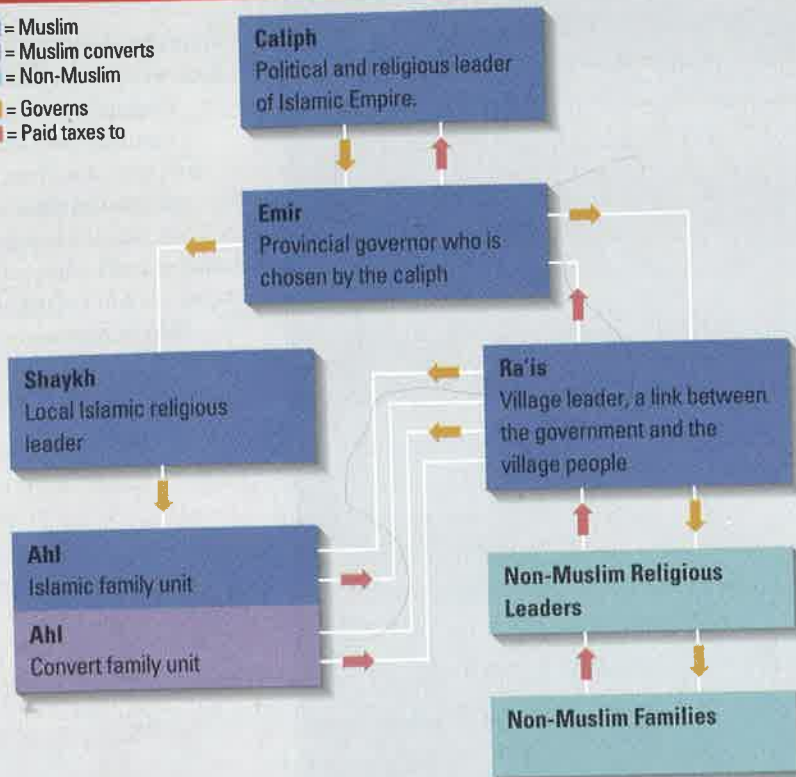 = Muslim
= Muslim converts
= Non-Muslim
= Governs
= Paid taxes to
Caliph
Political and religious leader
of Islamic Empire.
Emir
Provincial governor who is
chosen by the caliph
Shaykh
Local Islamic religious
leader
Ra'is
Village leader, a link between
the government and the
village people
Ahl
Islamic family unit
Ahl
Convert family unit
Non-Muslim Religious
Leaders
Non-Muslim Families